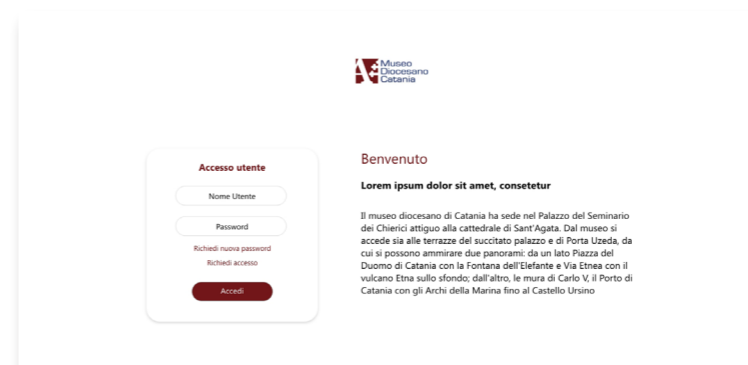 Museo
Diocesano
Catania
Accesso utente
Nome Utente
Password
Richiedi nuova password
Richiedi accesso
Accedi
Benvenuto
Lorem ipsum dolor sit amet, consetetur
Il museo diocesano di Catania ha sede nel Palazzo del Seminario
dei Chierici attiguo alla cattedrale di Sant'Agata. Dal museo si
accede sia alle terrazze del succitato palazzo e di Porta Uzeda, da
cui si possono ammirare due panorami: da un lato Piazza del
Duomo di Catania con la Fontana dell'Elefante e Via Etnea con il
vulcano Etna sullo sfondo; dall'altro, le mura di Carlo V, il Porto di
Catania con gli Archi della Marina fino al Castello Ursino